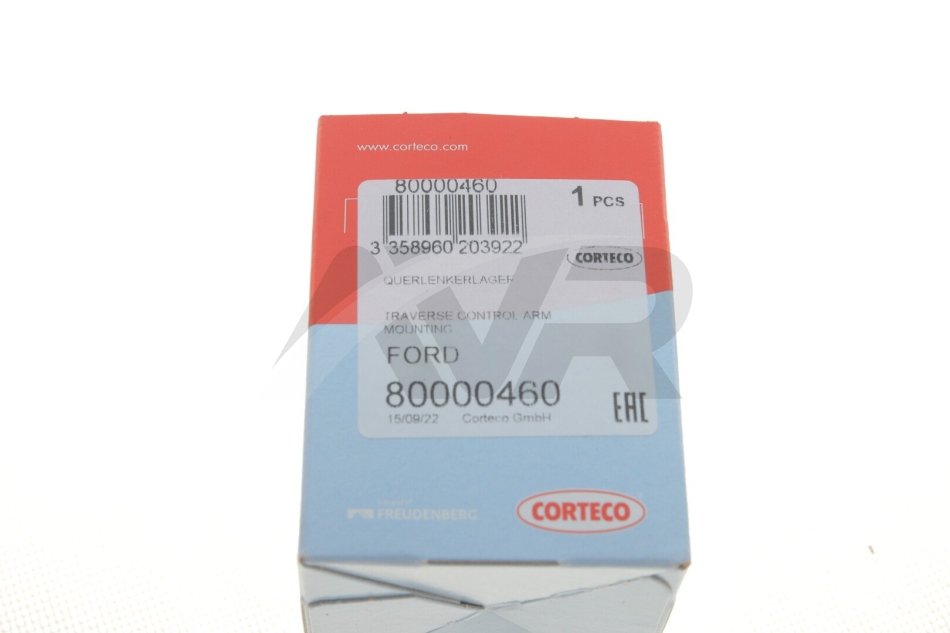 www.corteco.com
80000460
1 PCS
3 358960 203922
CORTECO
QUERLENKERLAGER
TRAVERSE CONTROL ARM
MOUNTING
FORD
80000460
EAC
15/09/22 Corteco GmbH
FREUDENBERG
CORTECO